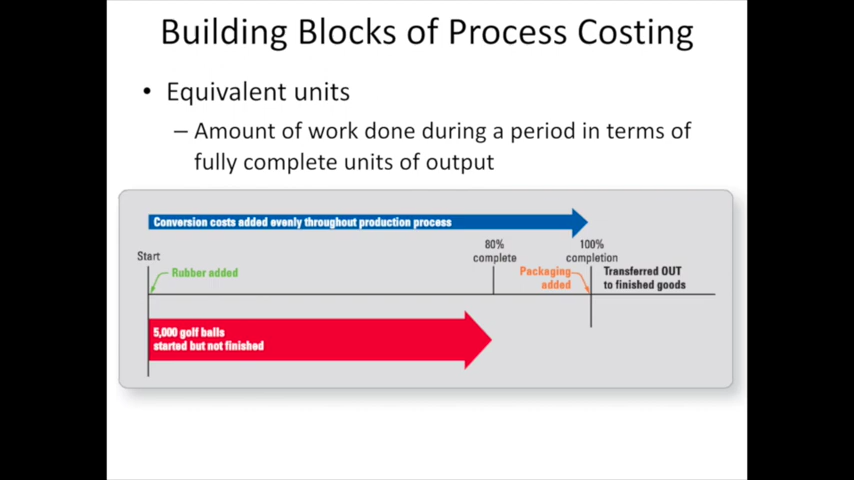 Building Blocks of Process Costing
• Equivalent units
– Amount of work done during a period in terms of
fully complete units of output
Conversion costs added evenly throughout production process
Start
80%
complete
100%
completion
Rubber added
Packaging
added
Transferred OUT
to finished goods
5,000 golf balls
started but not finished